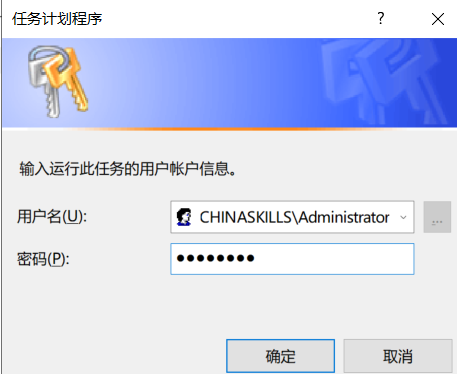 任务计划程序 ?
输入运行此任务的用户帐户信息。
用户名(U): CHINASKILLS\Administrator ...
密码(P): ●●●●●●●●
确定 取消